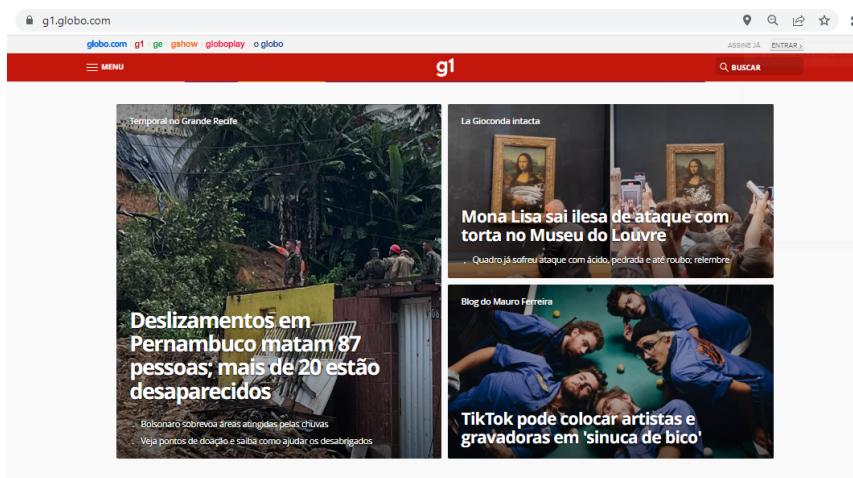 g1.globo.com
globo.com g1 ge gshow globoplay o globo
ASSINE JÁ ENTRAR ›
MENU
g1
BUSCAR
Temporal no Grande Recife
Deslizamentos em
Pernambuco matam 87
pessoas; mais de 20 estão
desaparecidos
Bolsonaro sobrevoa áreas atingidas pelas chuvas
Veja pontos de doação e saiba como ajudar os desabrigados
La Gioconda intacta
Mona Lisa sai ilesa de ataque com
torta no Museu do Louvre
Quadro já sofreu ataque com ácido, pedrada e até roubo; relembre
Blog do Mauro Ferreira
TikTok pode colocar artistas e
gravadoras em 'sinuca de bico'